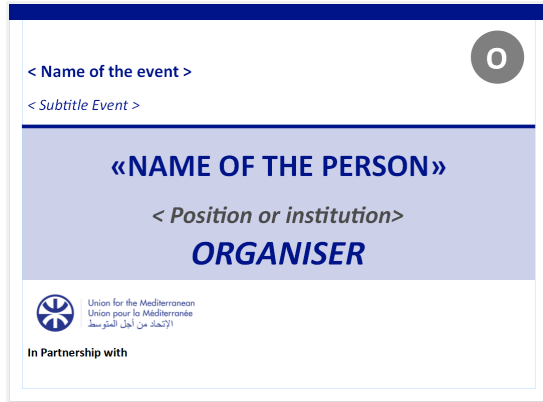 O
< Name of the event >
< Subtitle Event >
«NAME OF THE PERSON»
< Position or institution>
ORGANISER
Union for the Mediterranean
Union pour la Méditerranée
الإتحاد من أجل المتوسط
In Partnership with